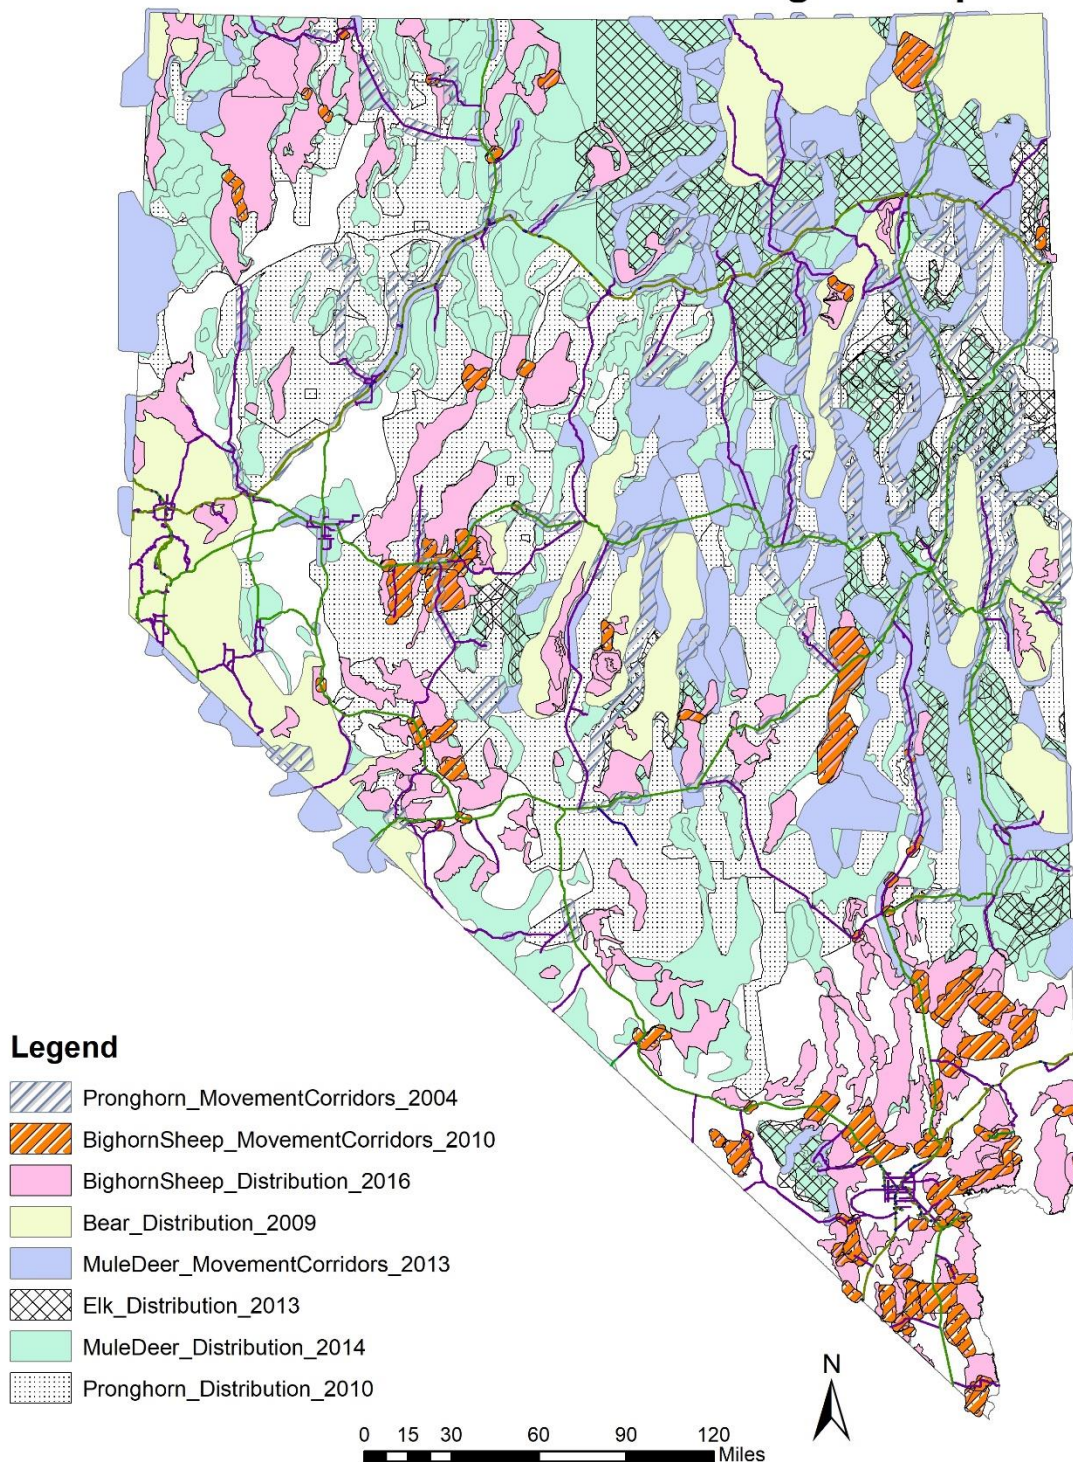 Legend
Pronghorn_MovementCorridors_2004
BighornSheep_MovementCorridors_2010
BighornSheep_Distribution_2016
Bear_Distribution_2009
MuleDeer_MovementCorridors_2013
Elk_Distribution_2013
MuleDeer_Distribution_2014
Pronghorn_Distribution_2010
N
0 15 30 60 90 120
Miles